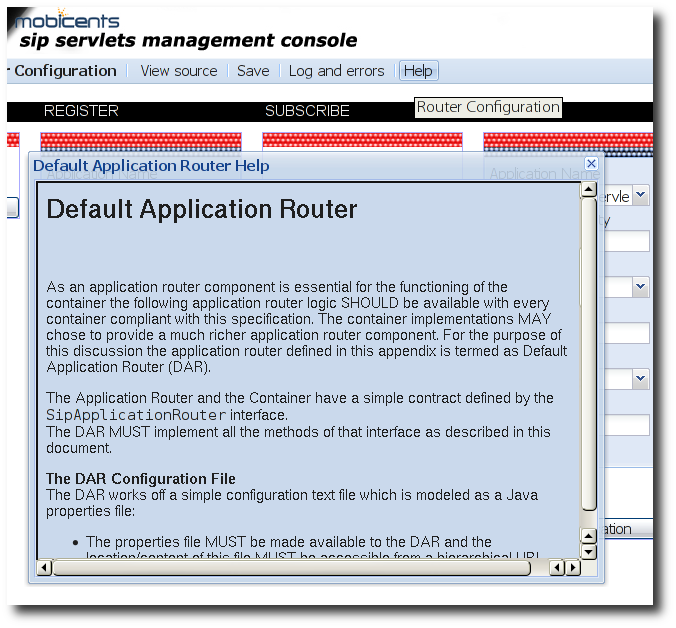 mobicents
sip servlets management console
r Configuration View source Save Log and errors Help
REGISTER SUBSCRIBE Router Configuration
Default Application Router Help
Application Name Application Name
Default Application Router
ervle
ty
As an application router component is essential for the functioning of the
container the following application router logic SHOULD be available with every
container compliant with this specification. The container implementations MAY
chose to provide a much richer application router component. For the purpose of
this discussion the application router defined in this appendix is termed as Default
Application Router (DAR).
The Application Router and the Container have a simple contract defined by the
SipApplicationRouter interface.
The DAR MUST implement all the methods of that interface as described in this
document.
The DAR Configuration File
The DAR works off a simple configuration text file which is modeled as a Java
properties file:
• The properties file MUST be made available to the DAR and the
ation
location/content of this file MUST be accessible from a hierarchical URI